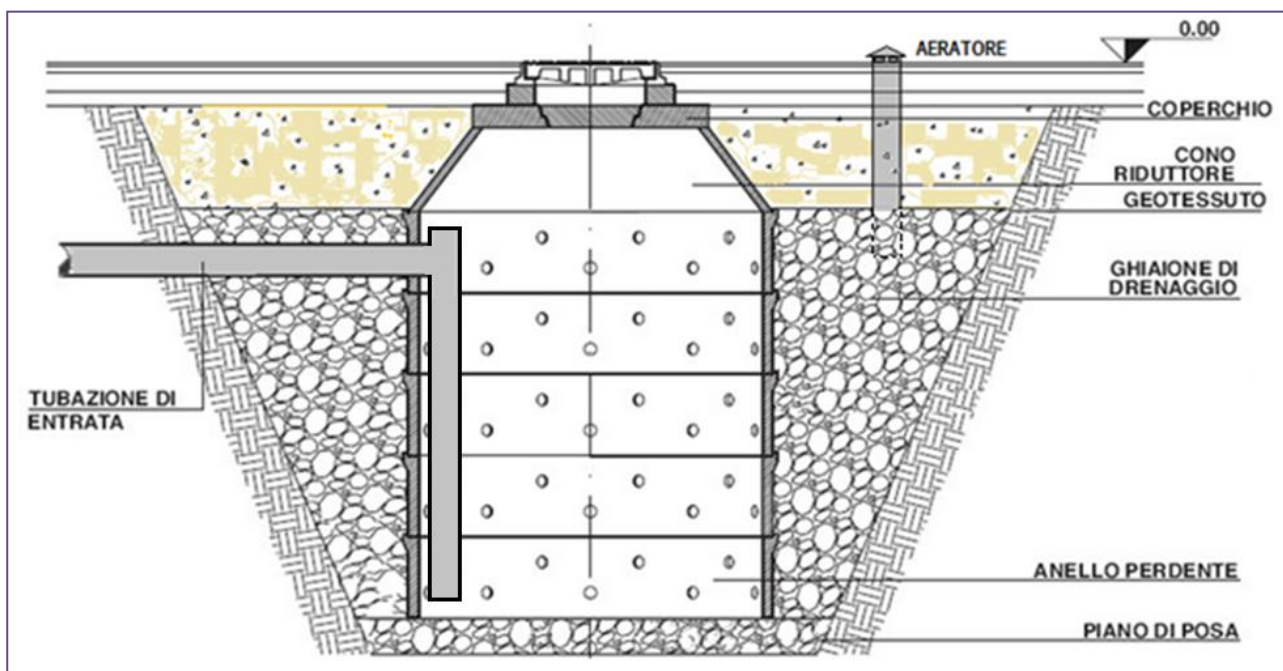 0.00
AERATORE
COPERCHIO
CONO
RIDUTTORE
GEOTESSUTO
GHIAIONE DI
DRENAGGIO
TUBAZIONE DI
ENTRATA
ANELLO PERDENTE
PIANO DI POSA